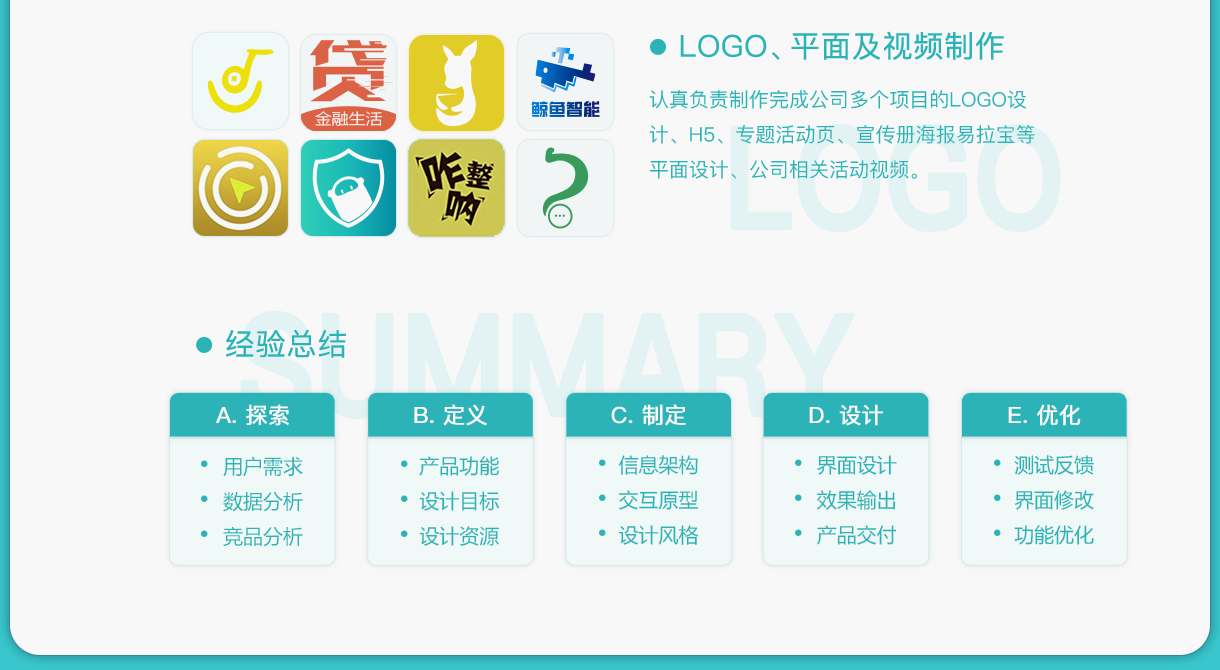 贷
金融生活
鲸鱼智能
咋整
呐
LOGO、平面及视频制作
认真负责制作完成公司多个项目的LOGO设
计、H5、专题活动页、宣传册海报易拉宝等
平面设计、公司相关活动视频。
LOGO
SUMMARY
经验总结
A. 探索
用户需求
数据分析
竞品分析
B. 定义
产品功能
设计目标
设计资源
C. 制定
信息架构
交互原型
设计风格
D. 设计
界面设计
效果输出
产品交付
E. 优化
测试反馈
界面修改
功能优化